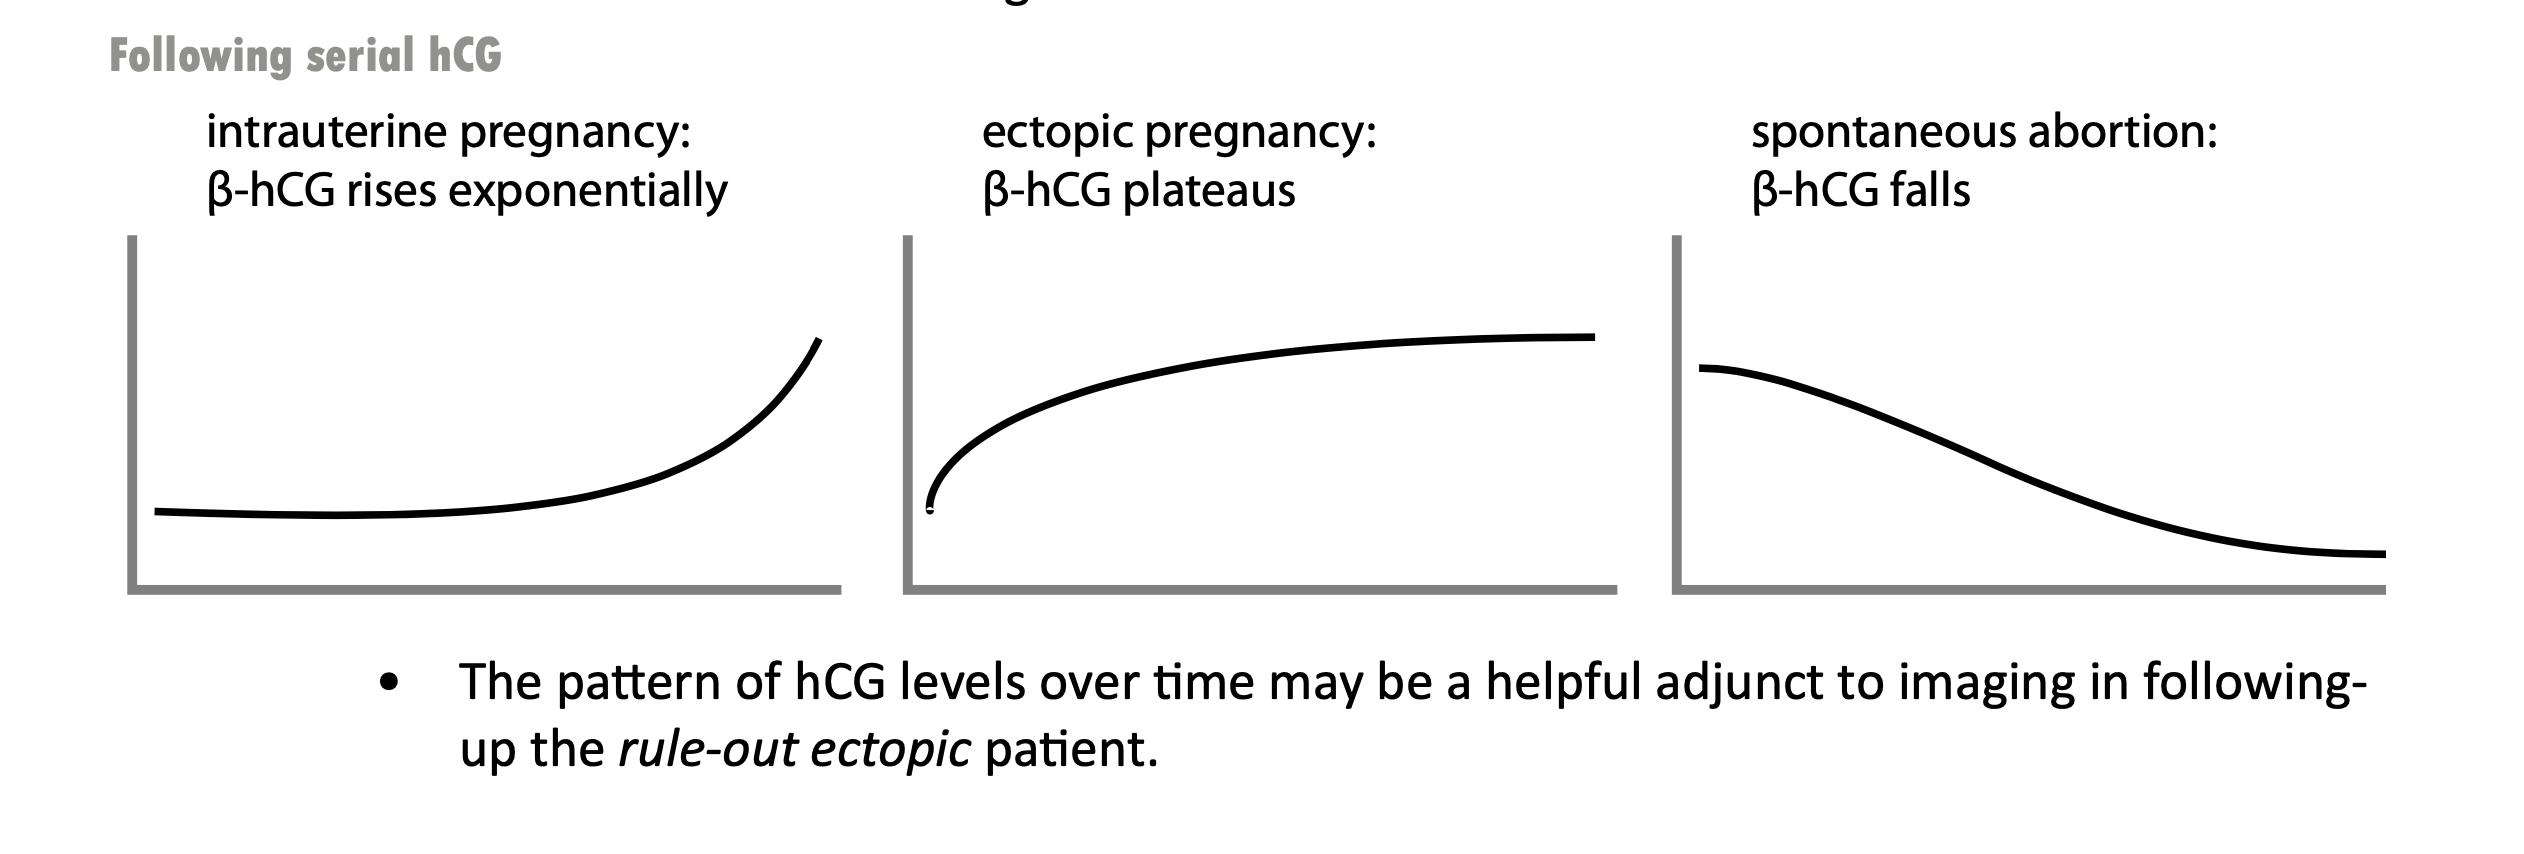 Following serial hCG
intrauterine pregnancy:
β-hCG rises exponentially
ectopic pregnancy:
β-hCG plateaus
spontaneous abortion:
β-hCG falls
• The pattern of hCG levels over time may be a helpful adjunct to imaging in following-
up the rule-out ectopic patient.